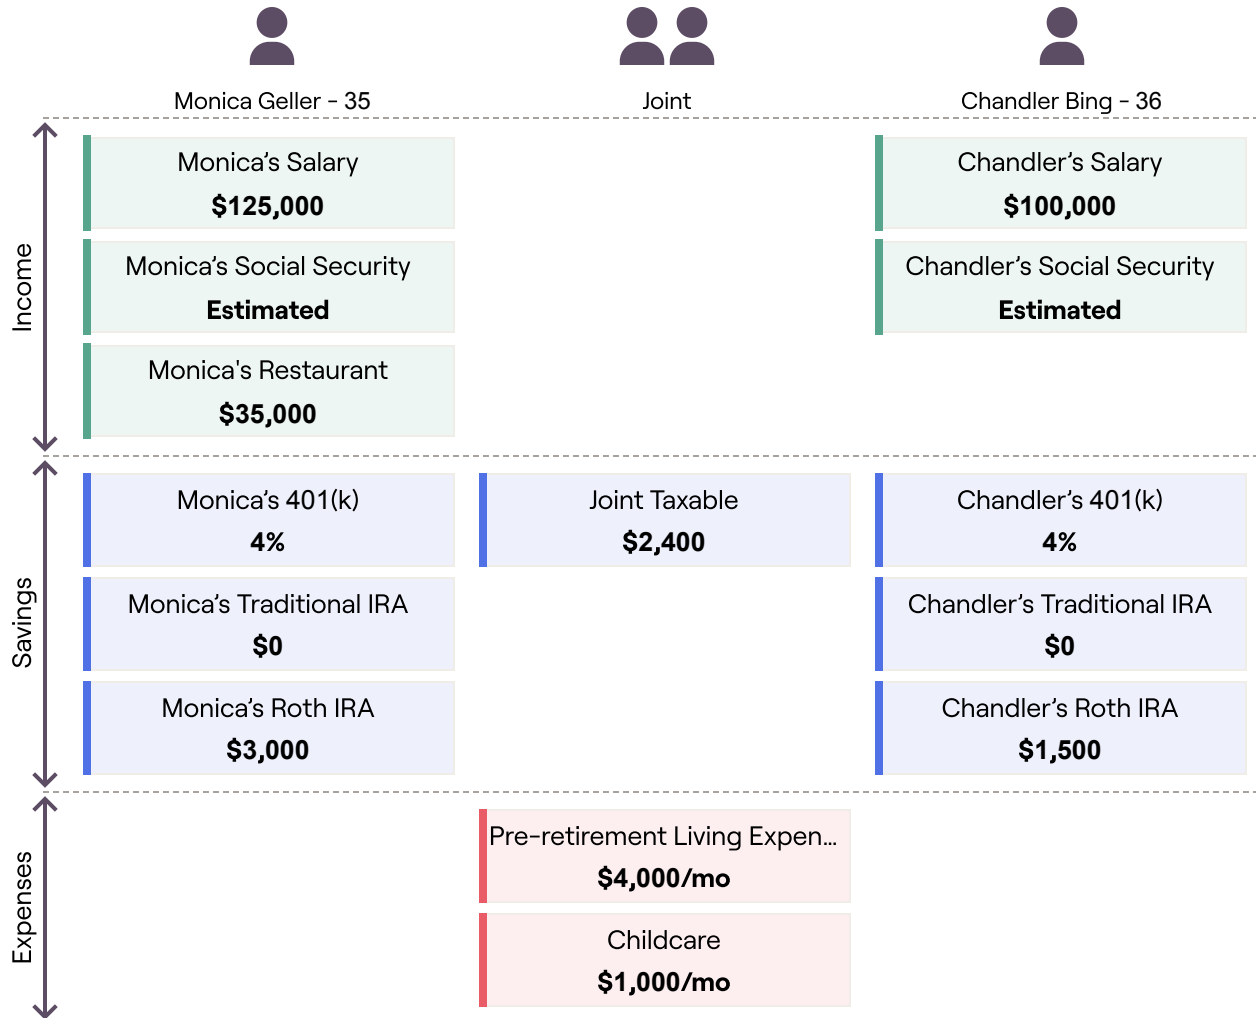 Monica Geller - 35
Joint
Chandler Bing - 36
Income
Monica’s Salary
$125,000
Chandler’s Salary
$100,000
Monica’s Social Security
Estimated
Chandler’s Social Security
Estimated
Monica's Restaurant
$35,000
Savings
Monica’s 401(k)
4%
Joint Taxable
$2,400
Chandler’s 401(k)
4%
Monica’s Traditional IRA
$0
Chandler’s Traditional IRA
$0
Monica’s Roth IRA
$3,000
Chandler’s Roth IRA
$1,500
Expenses
Pre-retirement Living Expen...
$4,000/mo
Childcare
$1,000/mo